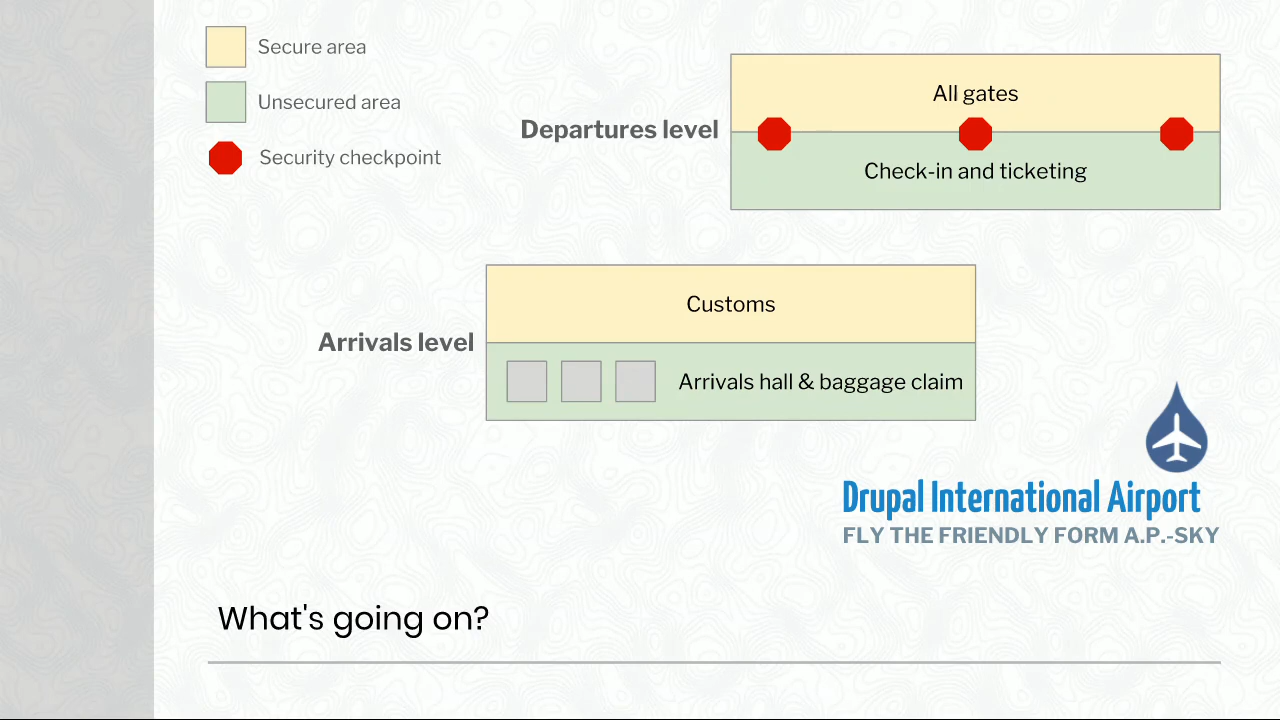 Secure area
Unsecured area
Security checkpoint
Departures level
All gates
Check-in and ticketing
Arrivals level
Customs
Arrivals hall & baggage claim
Drupal International Airport
FLY THE FRIENDLY FORM A.P.-SKY
What's going on?